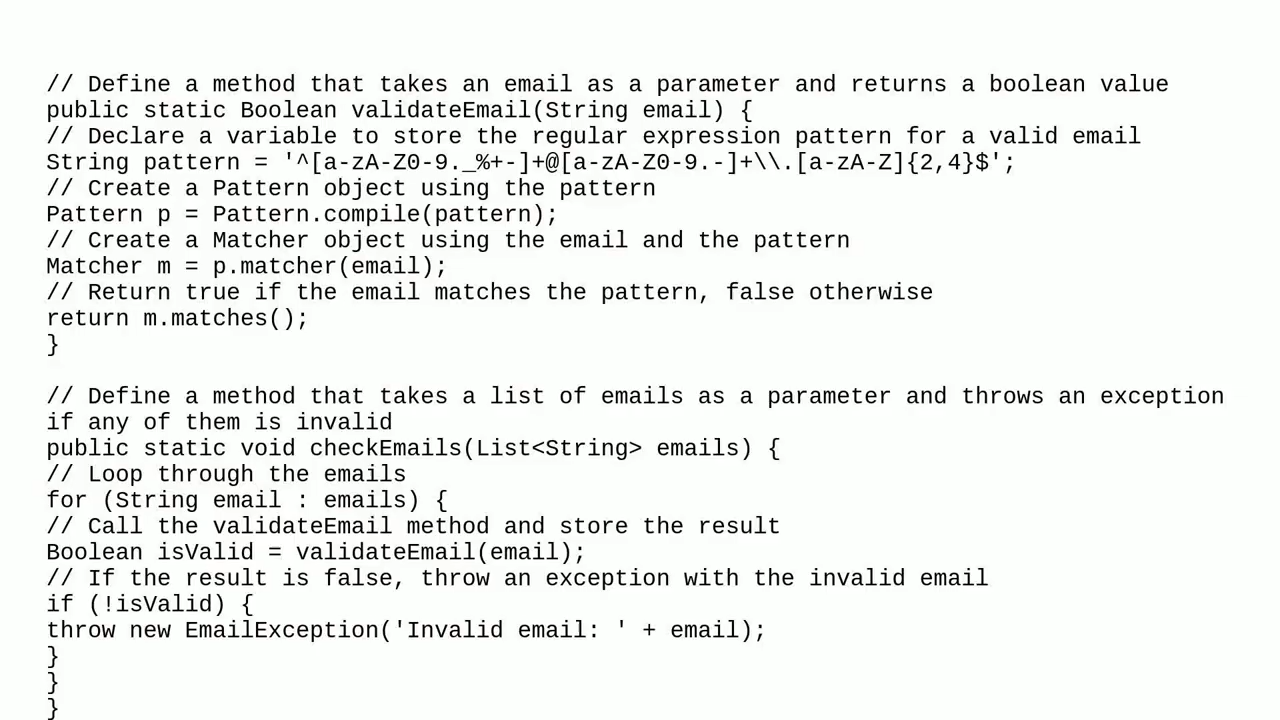 // Define a method that takes an email as a parameter and returns a boolean value
public static Boolean validateEmail(String email) {
// Declare a variable to store the regular expression pattern for a valid email
String pattern = '^[a-zA-Z0-9._%+-]+@[a-zA-Z0-9.-]+\\.[a-zA-Z]{2,4}$';
// Create a Pattern object using the pattern
Pattern p = Pattern.compile(pattern);
// Create a Matcher object using the email and the pattern
Matcher m = p.matcher(email);
// Return true if the email matches the pattern, false otherwise
return m.matches();
}

// Define a method that takes a list of emails as a parameter and throws an exception
if any of them is invalid
public static void checkEmails(List<String> emails) {
// Loop through the emails
for (String email : emails) {
// Call the validateEmail method and store the result
Boolean isValid = validateEmail(email);
// If the result is false, throw an exception with the invalid email
if (!isValid) {
throw new EmailException('Invalid email: ' + email);
}
}
}